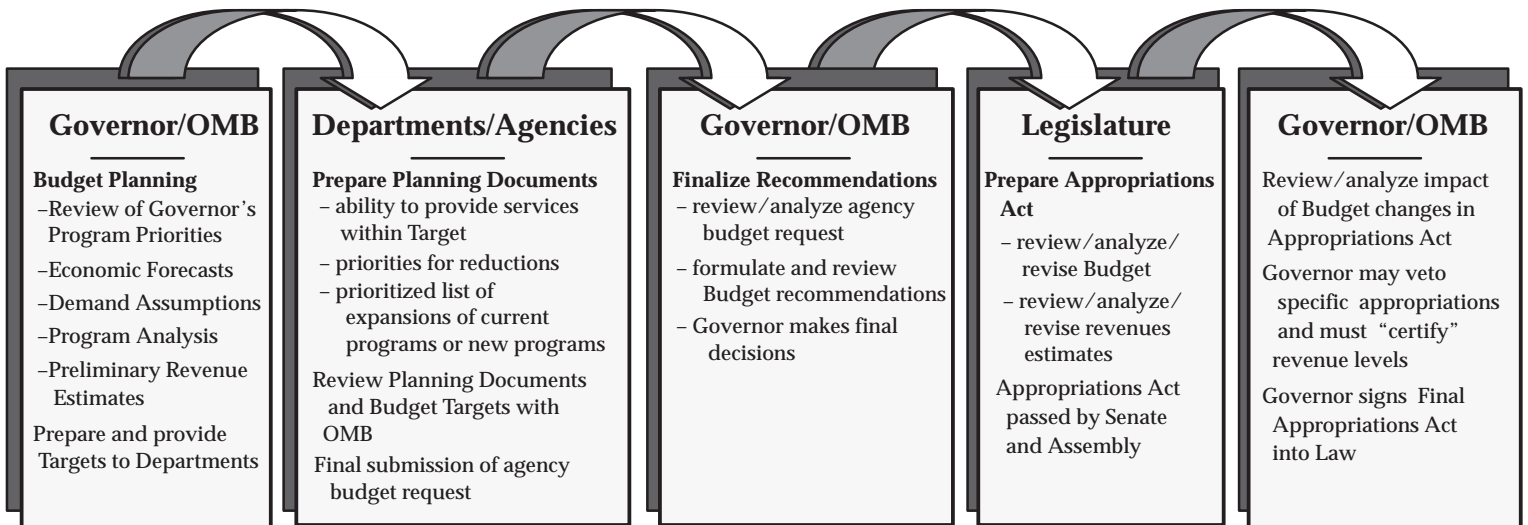 Governor/OMB
Budget Planning
–Review of Governor's
Program Priorities
–Economic Forecasts
–Demand Assumptions
–Program Analysis
–Preliminary Revenue
Estimates
Prepare and provide
Targets to Departments
Departments/Agencies
Prepare Planning Documents
– ability to provide services
within Target
– priorities for reductions
– prioritized list of
expansions of current
programs or new programs
Review Planning Documents
and Budget Targets with
OMB
Final submission of agency
budget request
Governor/OMB
Finalize Recommendations
– review/analyze agency
budget request
– formulate and review
Budget recommendations
– Governor makes final
decisions
Legislature
Prepare Appropriations
Act
– review/analyze/
revise Budget
– review/analyze/
revise revenues
estimates
Appropriations Act
passed by Senate
and Assembly
Governor/OMB
Review/analyze impact
of Budget changes in
Appropriations Act
Governor may veto
specific appropriations
and must “certify”
revenue levels
Governor signs Final
Appropriations Act
into Law